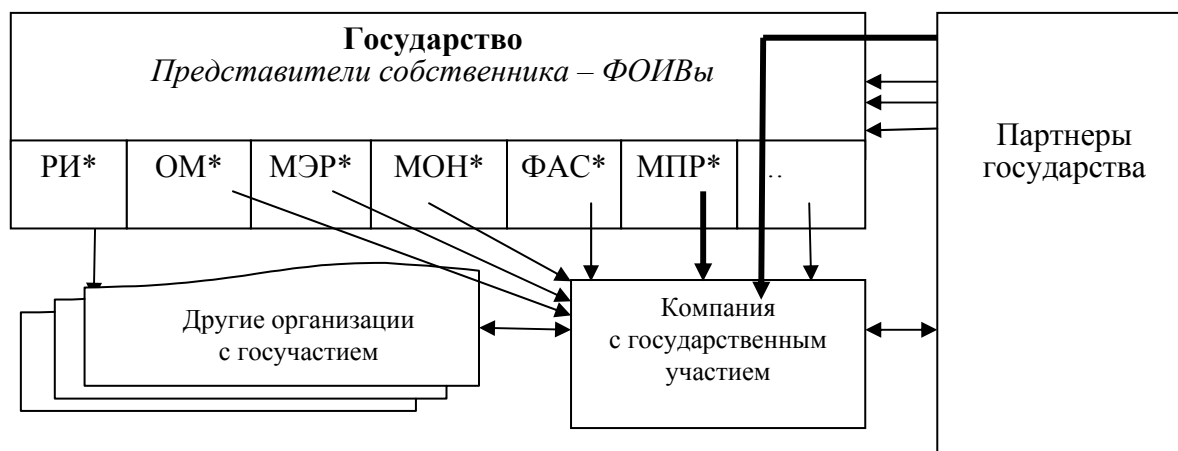 Государство
Представители собственника – ФОИВы
РИ* ОМ* МЭР* МОН* ФАС* МПР* ..
Партнеры
государства
Другие организации
с госучастием
Компания
с государственным
участием